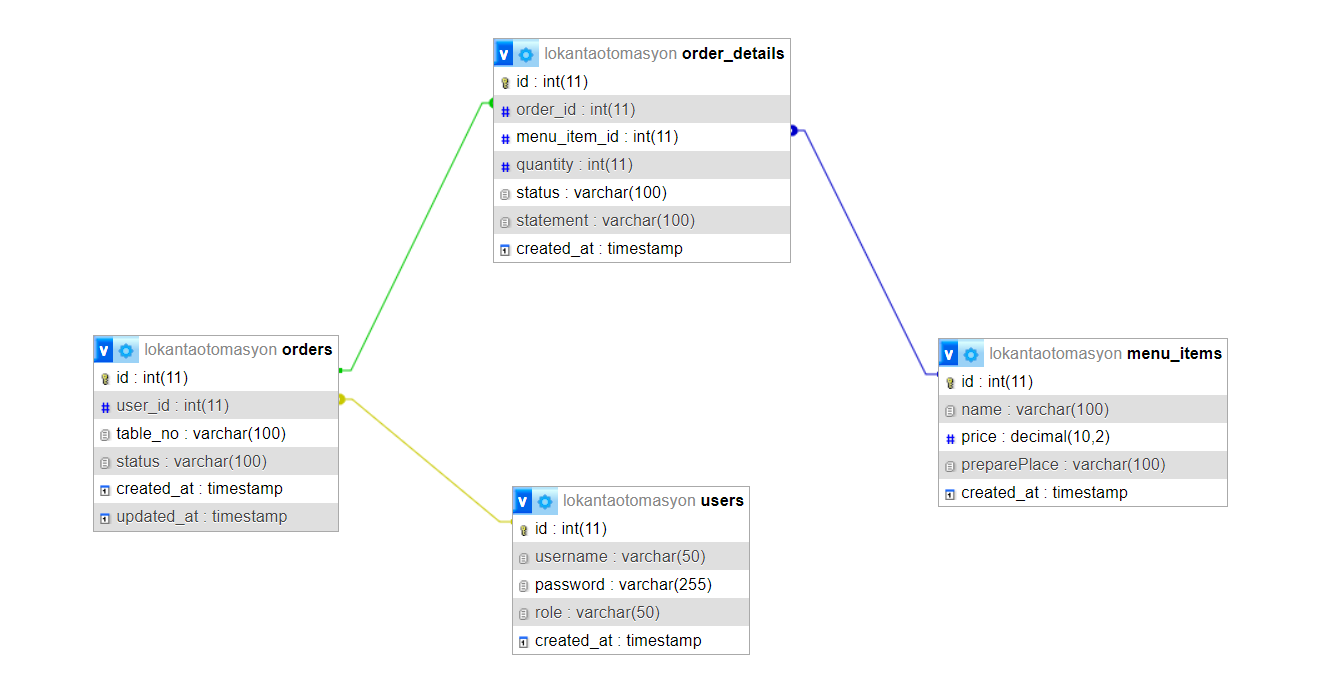 lokantaotomasyon order_details
id : int(11)
order_id : int(11)
menu_item_id : int(11)
quantity : int(11)
status : varchar(100)
statement : varchar(100)
created_at : timestamp
lokantaotomasyon orders
id : int(11)
user_id : int(11)
table_no : varchar(100)
status : varchar(100)
created_at : timestamp
updated_at : timestamp
lokantaotomasyon menu_items
id : int(11)
name : varchar(100)
price : decimal(10,2)
preparePlace : varchar(100)
created_at : timestamp
lokantaotomasyon users
id : int(11)
username : varchar(50)
password : varchar(255)
role : varchar(50)
created_at : timestamp